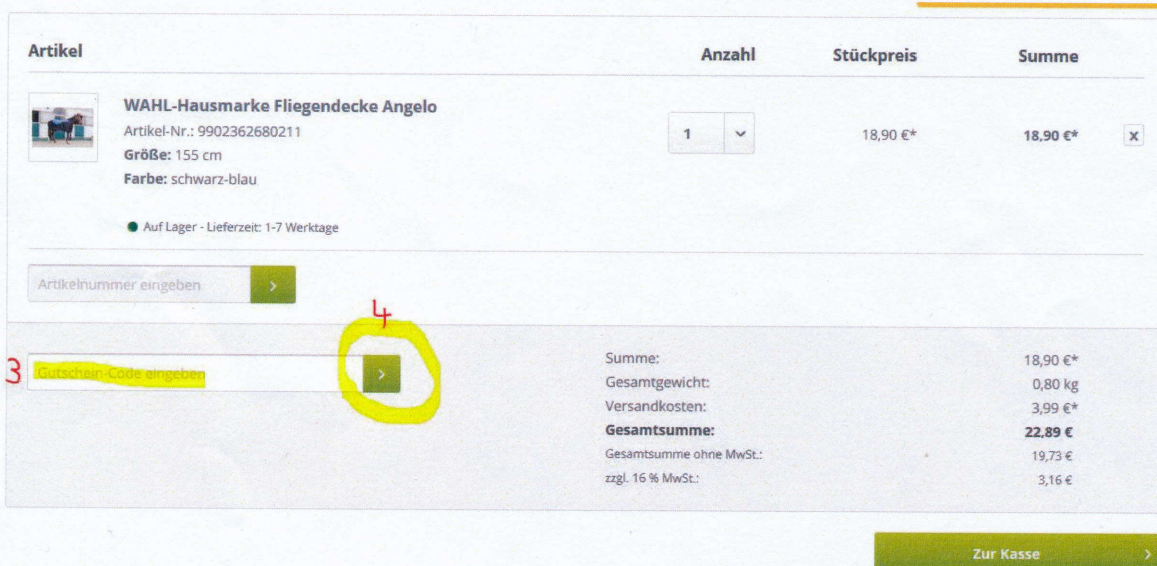 Artikel Anzahl Stückpreis Summe
WAHL-Hausmarke Fliegendecke Angelo
Artikel-Nr.: 9902362680211
Größe: 155 cm
Farbe: schwarz-blau
1 18,90 €* 18,90 €* x
Auf Lager - Lieferzeit: 1-7 Werktage
Artikelnummer eingeben >
4
3 Gutschein-Code eingeben >
Summe: 18,90 €*
Gesamtgewicht: 0,80 kg
Versandkosten: 3,99 €*
Gesamtsumme: 22,89 €
Gesamtsumme ohne MwSt.: 19,73 €
zzgl. 16 % MwSt.: 3,16 €
Zur Kasse >